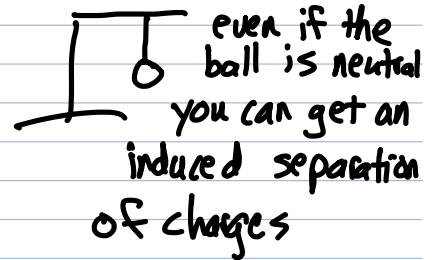 even if the
ball is neutral
you can get an
induced separation
of charges